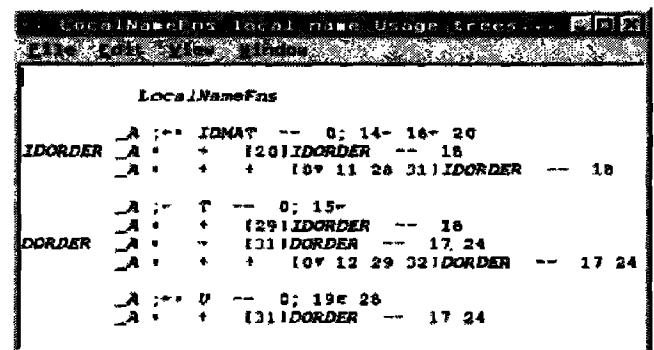 LocalNameFns local name Usage trees...
File Edit View Window
LocalNameFns
_A ;** IDMAT -- 0; 14- 16- 20
IDORDER _A * + [20]IDORDER -- 18
_A * + + [0▼ 11 28 31]IDORDER -- 18
_A ;- T -- 0; 15-
_A * + [29]IDORDER -- 18
DORDER _A * - [31]DORDER -- 17 24
_A * + + [0▼ 12 29 32]DORDER -- 17 24
_A ;** U -- 0; 19ε 28
_A * + [31]DORDER -- 17 24